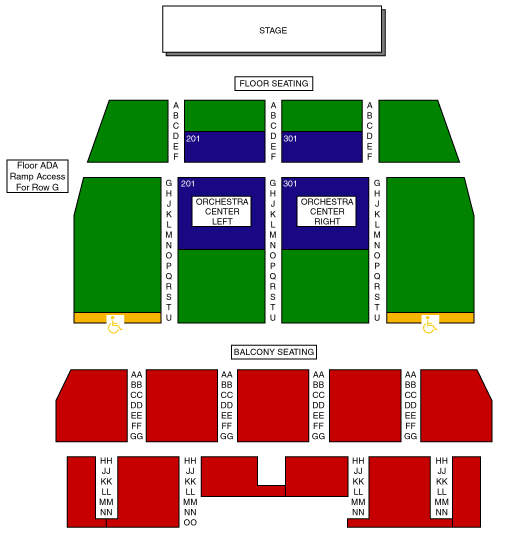 STAGE
FLOOR SEATING
A A A
B B B
C C C
D D D
201 301
E E E
F F F
Floor ADA
Ramp Access
For Row G
201 301
G G G
H H H
J J J
K K K
L L L
M M M
N N N
O O O
P P P
Q Q Q
R R R
S S S
T T T
U U U
ORCHESTRA
CENTER
LEFT
ORCHESTRA
CENTER
RIGHT
BALCONY SEATING
AA AA AA AA
BB BB BB BB
CC CC CC CC
DD DD DD DD
EE EE EE EE
FF FF FF FF
GG GG GG GG
HH HH HH HH
JJ JJ JJ JJ
KK KK KK KK
LL LL LL LL
MM MM MM MM
NN NN NN NN
OO